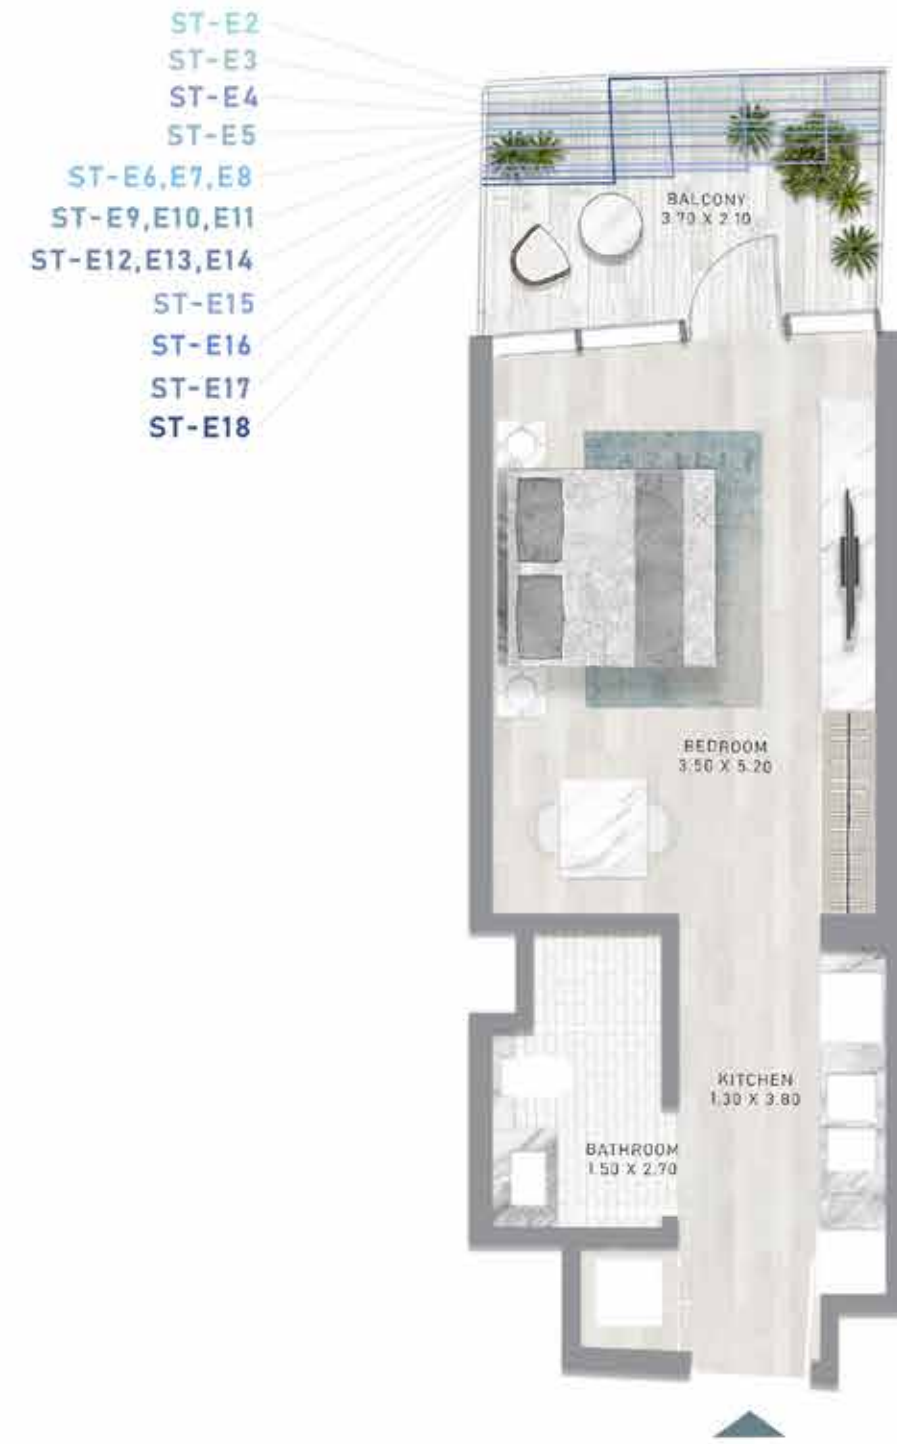 ST-E2
ST-E3
ST-E4
ST-E5
ST-E6,E7,E8
ST-E9,E10,E11
ST-E12,E13,E14
ST-E15
ST-E16
ST-E17
ST-E18
BALCONY
3.70 X 2.10
BEDROOM
3.50 X 5.20
KITCHEN
1.30 X 3.80
BATHROOM
1.50 X 2.70